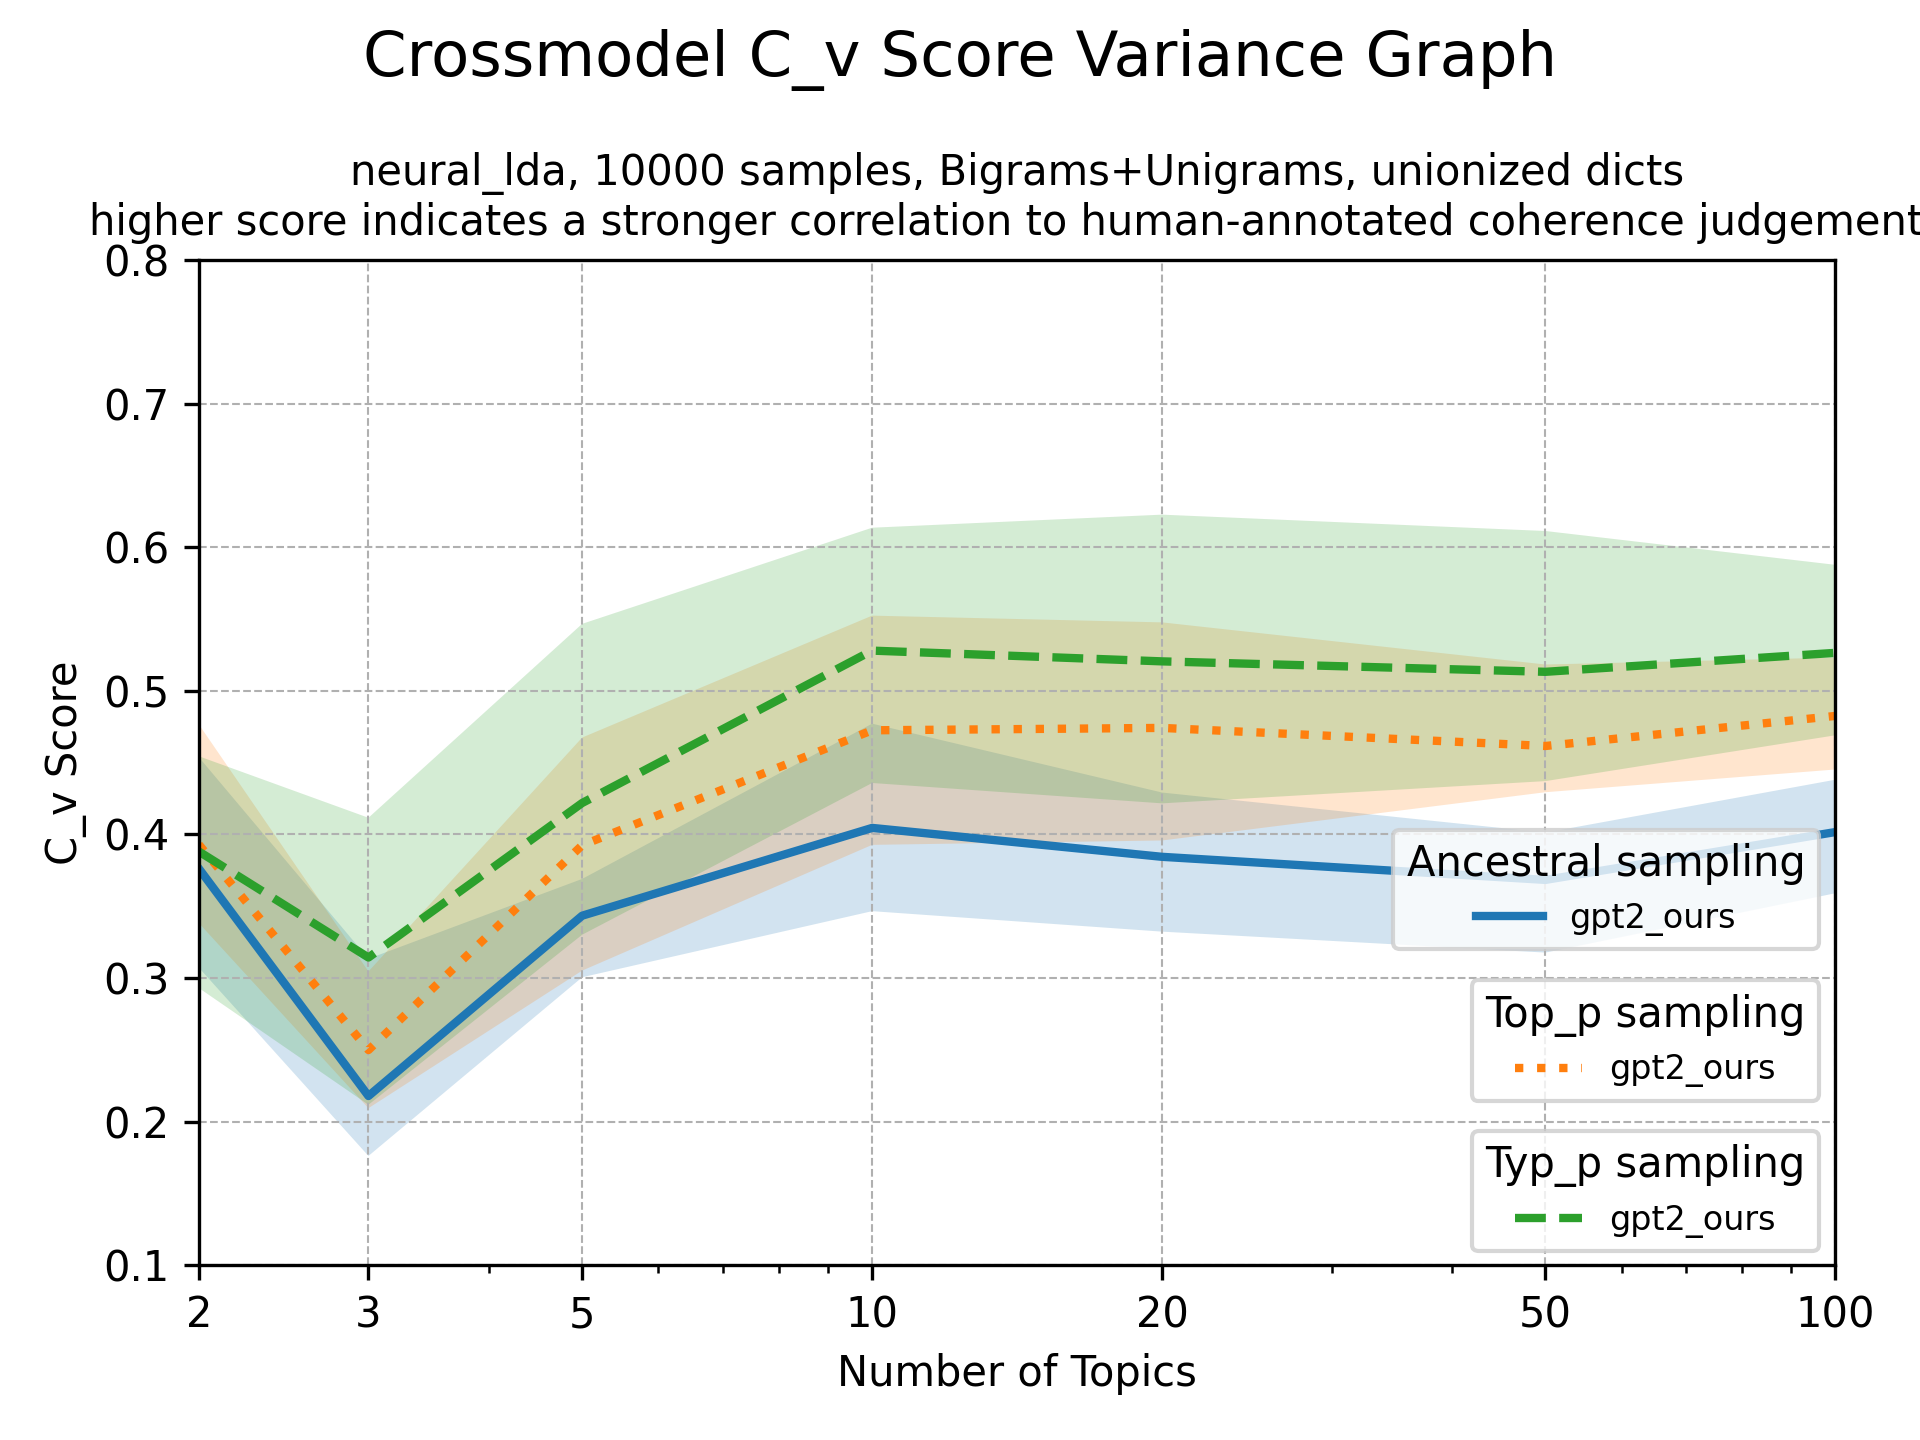 Crossmodel C_v Score Variance Graph
neural_lda, 10000 samples, Bigrams+Unigrams, unionized dicts
higher score indicates a stronger correlation to human-annotated coherence judgement
0.8
0.7
0.6
0.5
0.4
0.3
0.2
0.1
C_v Score
Ancestral sampling
gpt2_ours
Top_p sampling
gpt2_ours
Typ_p sampling
gpt2_ours
2 3 5 10 20 50 100
Number of Topics